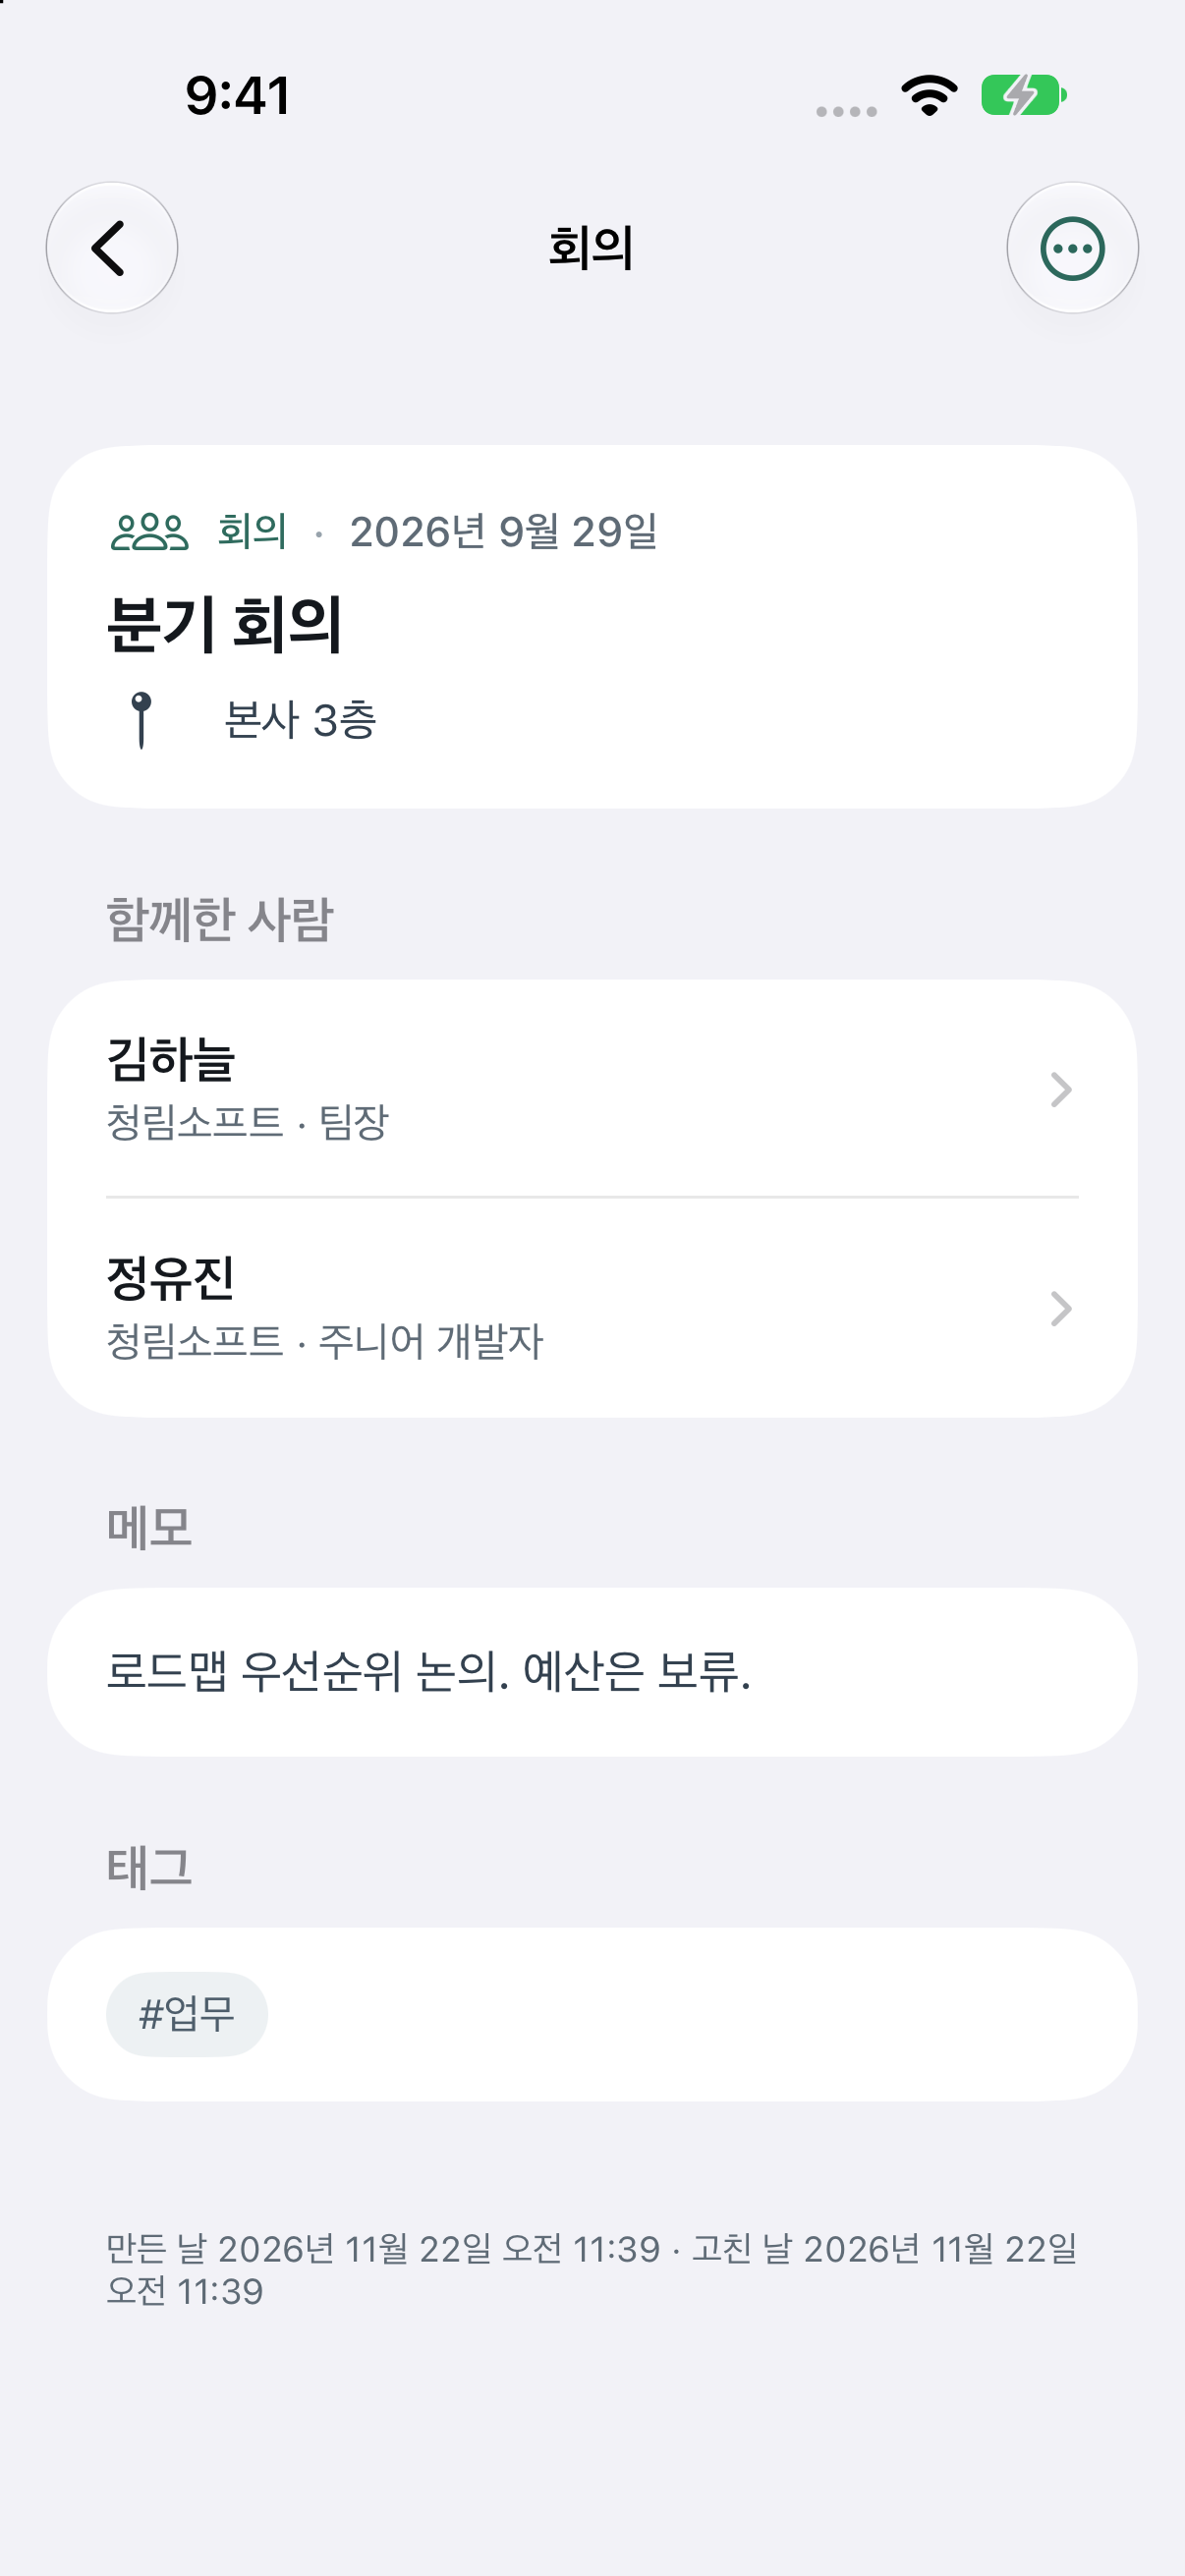 9:41
회의
회의 · 2026년 9월 29일
분기 회의
본사 3층
함께한 사람
김하늘
청림소프트 · 팀장
정유진
청림소프트 · 주니어 개발자
메모
로드맵 우선순위 논의. 예산은 보류.
태그
#업무
만든 날 2026년 11월 22일 오전 11:39 · 고친 날 2026년 11월 22일
오전 11:39